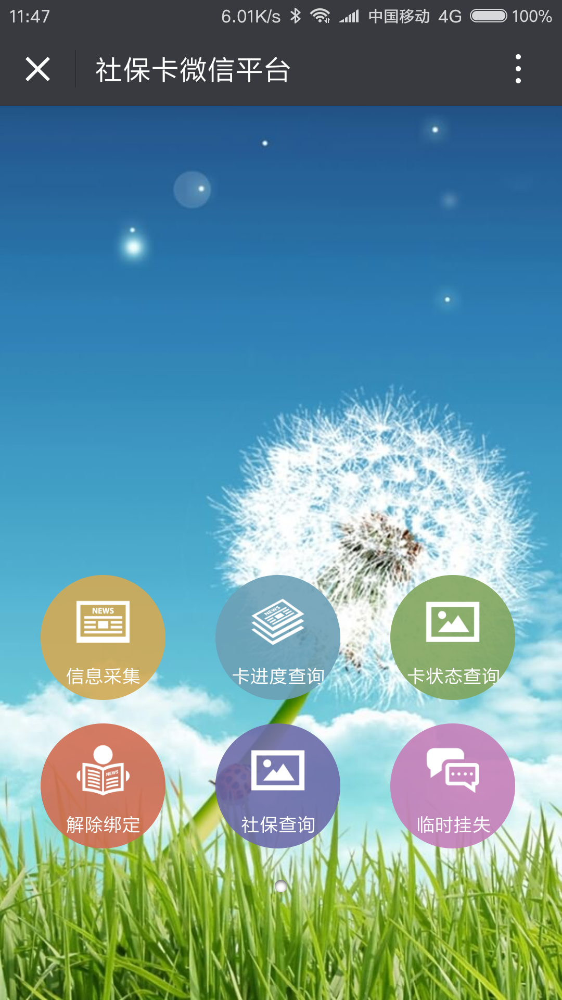 11:47 6.01K/s 中国移动 4G 100%
社保卡微信平台
NEWS NEWS
信息采集 卡进度查询 卡状态查询
NEWS
解除绑定 社保查询 临时挂失